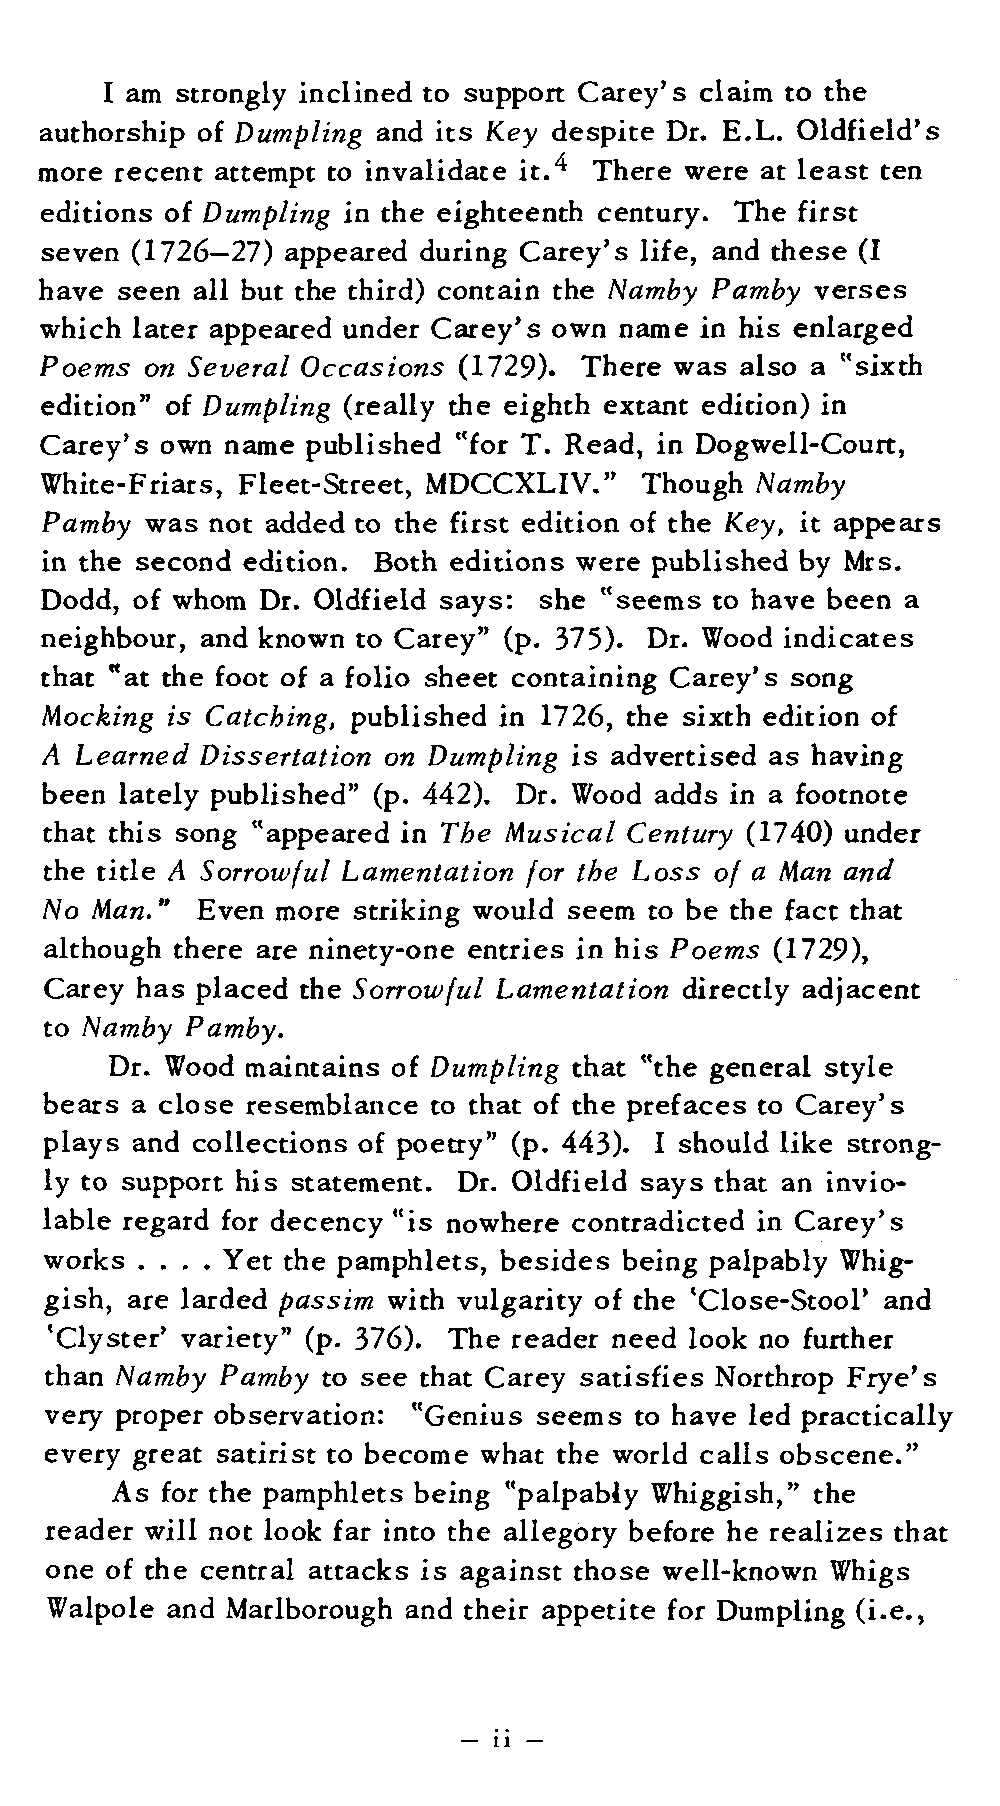 I am strongly inclined to support Carey's claim to the
authorship of Dumpling and its Key despite Dr. E.L. Oldfield's
more recent attempt to invalidate it.4 There were at least ten
editions of Dumpling in the eighteenth century. The first
seven (1726–27) appeared during Carey's life, and these (I
have seen all but the third) contain the Namby Pamby verses
which later appeared under Carey's own name in his enlarged
Poems on Several Occasions (1729). There was also a "sixth
edition" of Dumpling (really the eighth extant edition) in
Carey's own name published "for T. Read, in Dogwell-Court,
White-Friars, Fleet-Street, MDCCXLIV." Though Namby
Pamby was not added to the first edition of the Key, it appears
in the second edition. Both editions were published by Mrs.
Dodd, of whom Dr. Oldfield says: she "seems to have been a
neighbour, and known to Carey" (p. 375). Dr. Wood indicates
that "at the foot of a folio sheet containing Carey's song
Mocking is Catching, published in 1726, the sixth edition of
A Learned Dissertation on Dumpling is advertised as having
been lately published" (p. 442). Dr. Wood adds in a footnote
that this song "appeared in The Musical Century (1740) under
the title A Sorrowful Lamentation for the Loss of a Man and
No Man." Even more striking would seem to be the fact that
although there are ninety-one entries in his Poems (1729),
Carey has placed the Sorrowful Lamentation directly adjacent
to Namby Pamby.
Dr. Wood maintains of Dumpling that "the general style
bears a close resemblance to that of the prefaces to Carey's
plays and collections of poetry" (p. 443). I should like strong-
ly to support his statement. Dr. Oldfield says that an invio-
lable regard for decency "is nowhere contradicted in Carey's
works . . . . Yet the pamphlets, besides being palpably Whig-
gish, are larded passim with vulgarity of the 'Close-Stool' and
'Clyster' variety" (p. 376). The reader need look no further
than Namby Pamby to see that Carey satisfies Northrop Frye's
very proper observation: "Genius seems to have led practically
every great satirist to become what the world calls obscene."
As for the pamphlets being "palpably Whiggish," the
reader will not look far into the allegory before he realizes that
one of the central attacks is against those well-known Whigs
Walpole and Marlborough and their appetite for Dumpling (i.e.,
– ii –